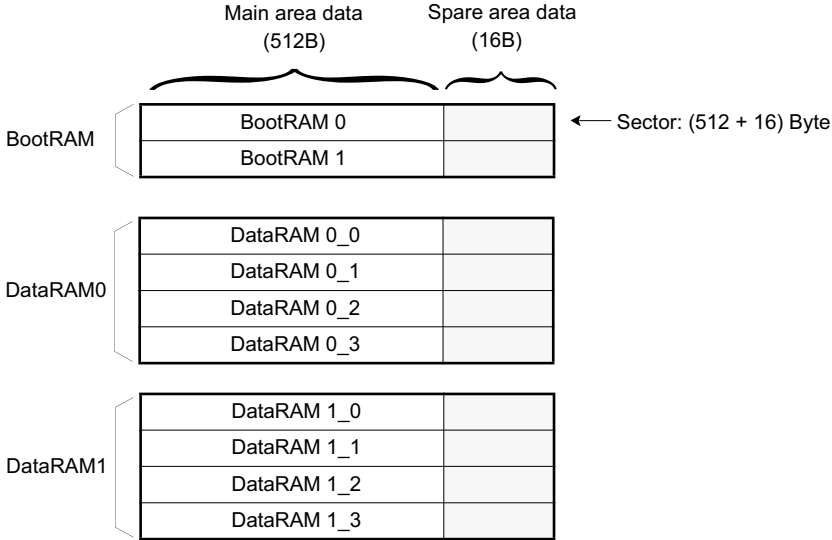 Main area data
(512B)
Spare area data
(16B)
BootRAM
BootRAM 0
BootRAM 1
Sector: (512 + 16) Byte
DataRAM0
DataRAM 0_0
DataRAM 0_1
DataRAM 0_2
DataRAM 0_3
DataRAM1
DataRAM 1_0
DataRAM 1_1
DataRAM 1_2
DataRAM 1_3